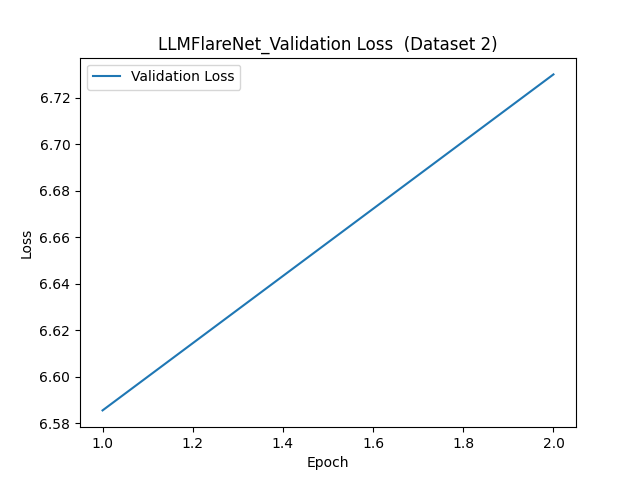 LLMFlareNet_Validation Loss  (Dataset 2)
Validation Loss
Loss
6.72
6.70
6.68
6.66
6.64
6.62
6.60
6.58
1.0 1.2 1.4 1.6 1.8 2.0
Epoch